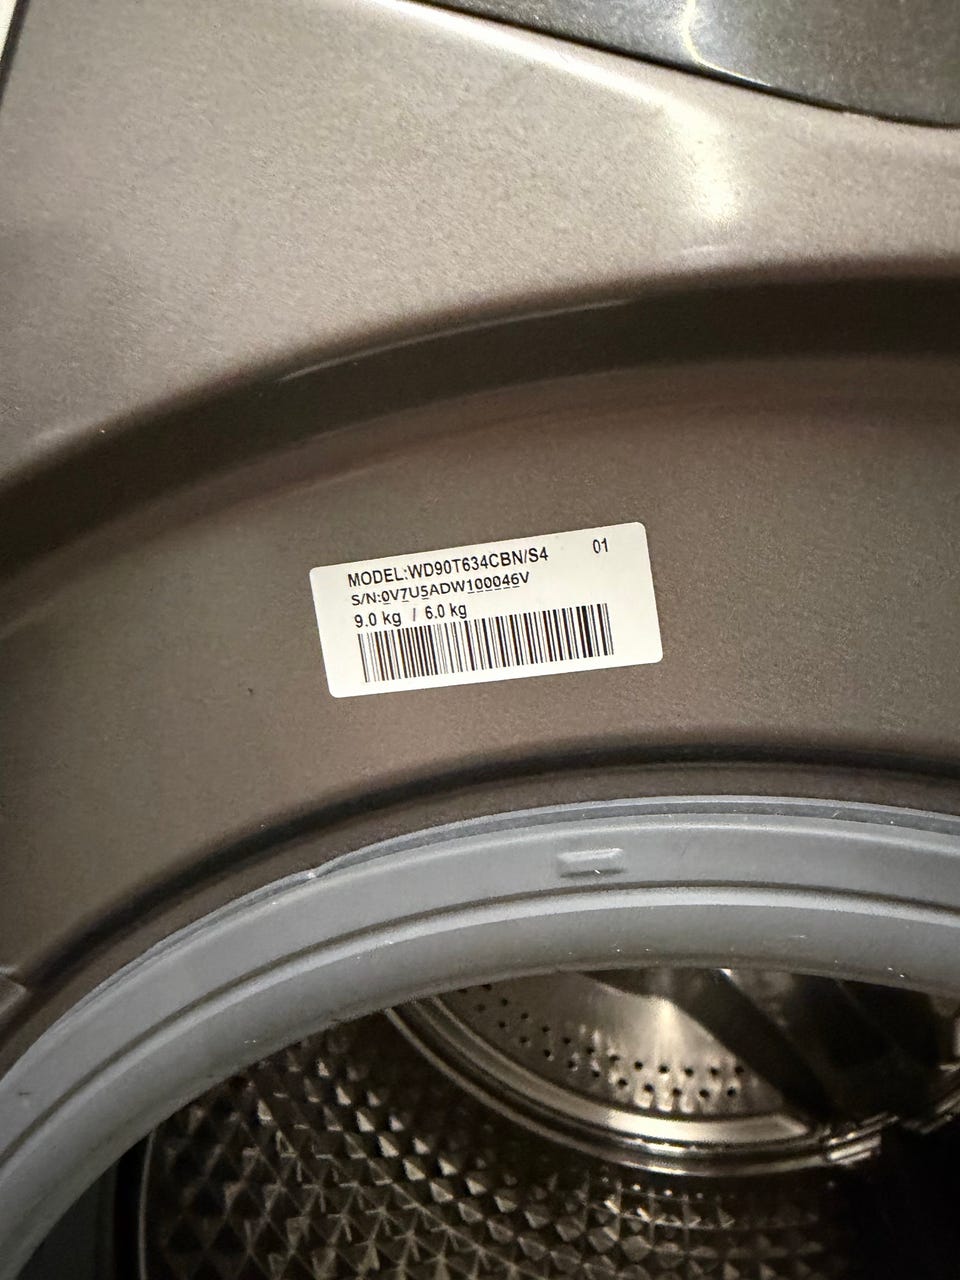 MODEL:WD90T634CBN/S4 01
S/N:0V7U5ADW100046V
9.0 kg / 6.0 kg